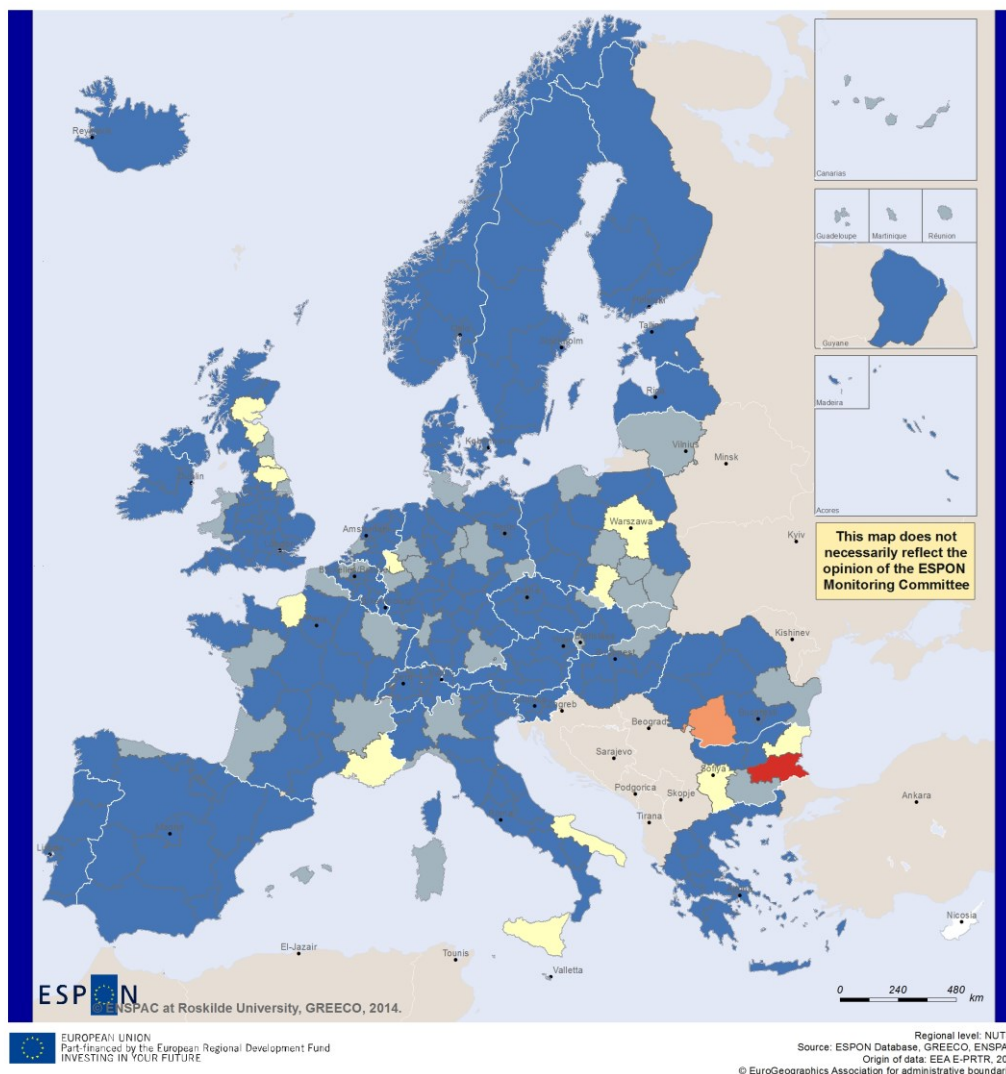 Reykjavik
Canarias
Guadeloupe
Martinique
Réunion
Guyane
Madeira
Acores
Vilnius
Minsk
Warszawa
Kyiv
This map does not
necessarily reflect the
opinion of the ESPON
Monitoring Committee
Kishinev
Beograd
Sarajevo
Sofiya
Podgorica
Skopje
Tirana
Ankara
El-Jazair
Tounis
Valletta
Nicosia
ESPON
© ENSPAC at Roskilde University, GREECO, 2014.
0 240 480 km
EUROPEAN UNION
Part-financed by the European Regional Development Fund
INVESTING IN YOUR FUTURE
Regional level: NUT
Source: ESPON Database, GREECO, ENSPA
Origin of data: EEA E-PRTR, 20
© EuroGeographics Association for administrative boundar